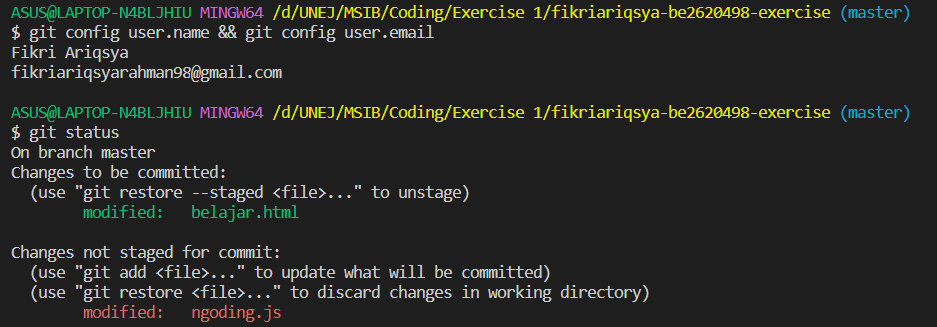 ASUS@LAPTOP-N4BLJHIU MINGW64 /d/UNEJ/MSIB/Coding/Exercise 1/fikriariqsya-be2620498-exercise (master)
$ git config user.name && git config user.email
Fikri Ariqsya
fikriariqsyarahman98@gmail.com

ASUS@LAPTOP-N4BLJHIU MINGW64 /d/UNEJ/MSIB/Coding/Exercise 1/fikriariqsya-be2620498-exercise (master)
$ git status
On branch master
Changes to be committed:
  (use "git restore --staged <file>..." to unstage)
        modified:   belajar.html

Changes not staged for commit:
  (use "git add <file>..." to update what will be committed)
  (use "git restore <file>..." to discard changes in working directory)
        modified:   ngoding.js